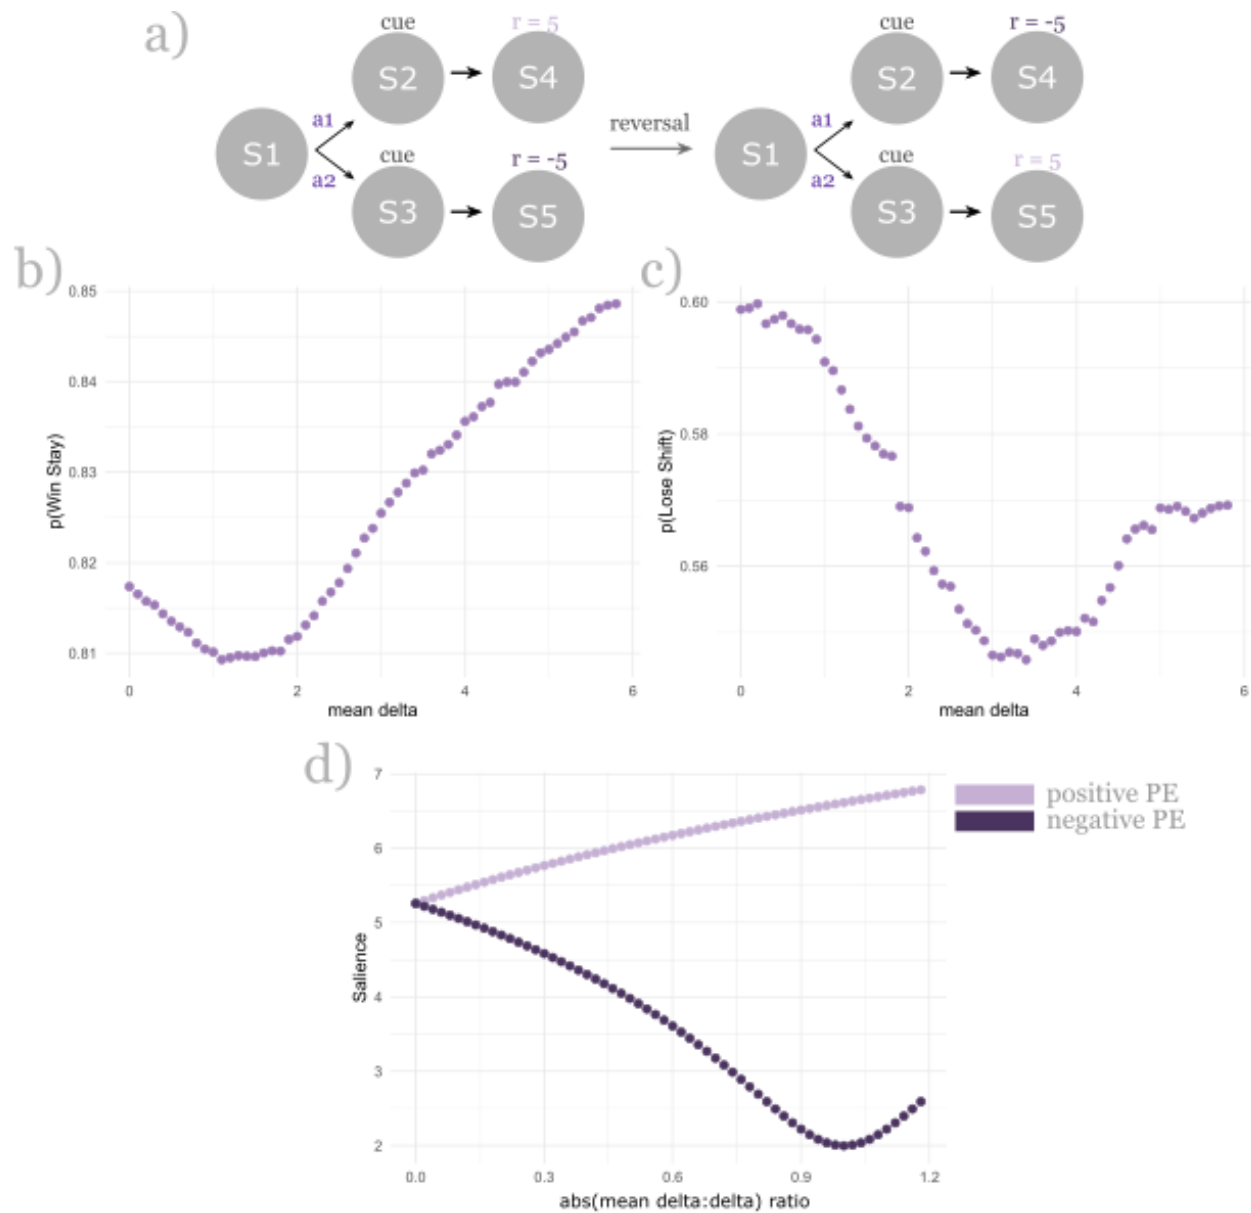 a)
cue
r = 5
S2
S4
a1
S1
cue
r = -5
a2
S3
S5
reversal
cue
r = -5
S2
S4
a1
S1
cue
r = 5
a2
S3
S5
b)
0.85
0.84
0.83
0.82
0.81
p(Win Stay)
0
2
4
6
mean delta
c)
0.60
0.58
0.56
p(Lose Shift)
0
2
4
6
mean delta
d)
7
6
5
4
3
2
Salience
0.0
0.3
0.6
0.9
1.2
abs(mean delta:delta) ratio
positive PE
negative PE